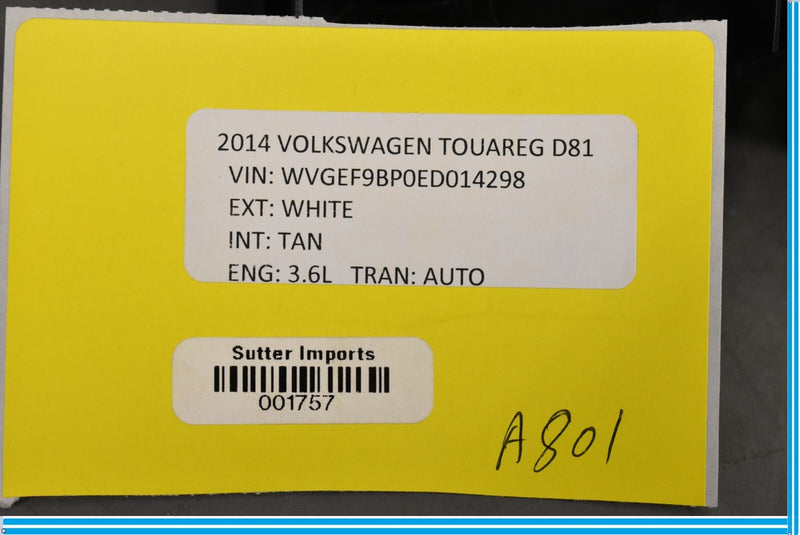 2014 VOLKSWAGEN TOUAREG D81
VIN: WVGEF9BP0ED014298
EXT: WHITE
INT: TAN
ENG: 3.6L TRAN: AUTO
Sutter Imports
001757
A801